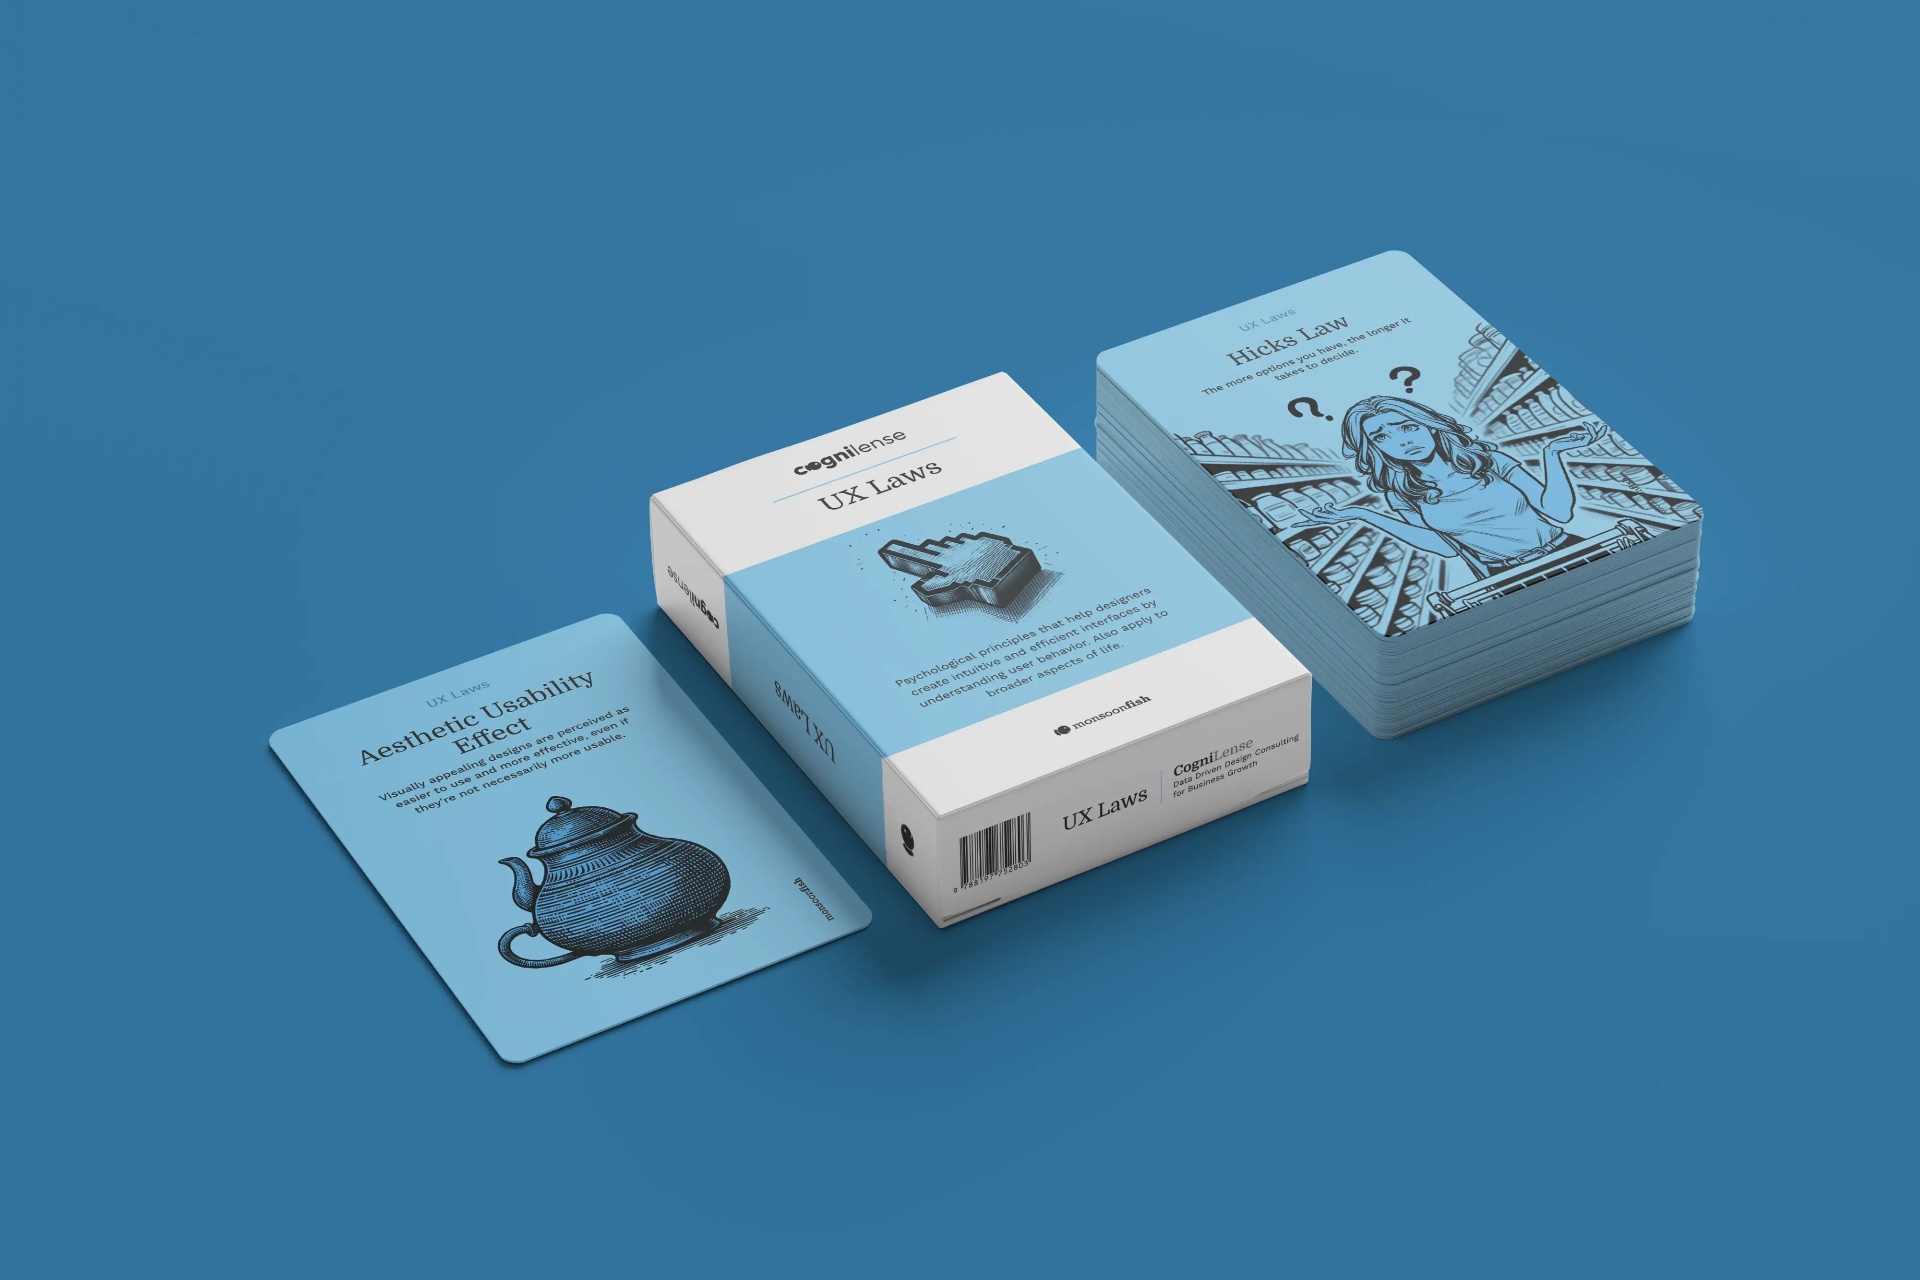 UX Laws
Aesthetic Usability
Effect
Visually appealing designs are perceived as
easier to use and more effective, even if
they're not necessarily more usable.
monsoonfish
cognilense
UX Laws
Psychological principles that help designers
create intuitive and efficient interfaces by
understanding user behavior. Also apply to
broader aspects of life.
monsoonfish
cognilense
UX Laws
UX Laws
CogniLense
Data Driven Design Consulting
for Business Growth
9 788197 752803
UX Laws
Hicks Law
The more options you have, the longer it
takes to decide.
? ?